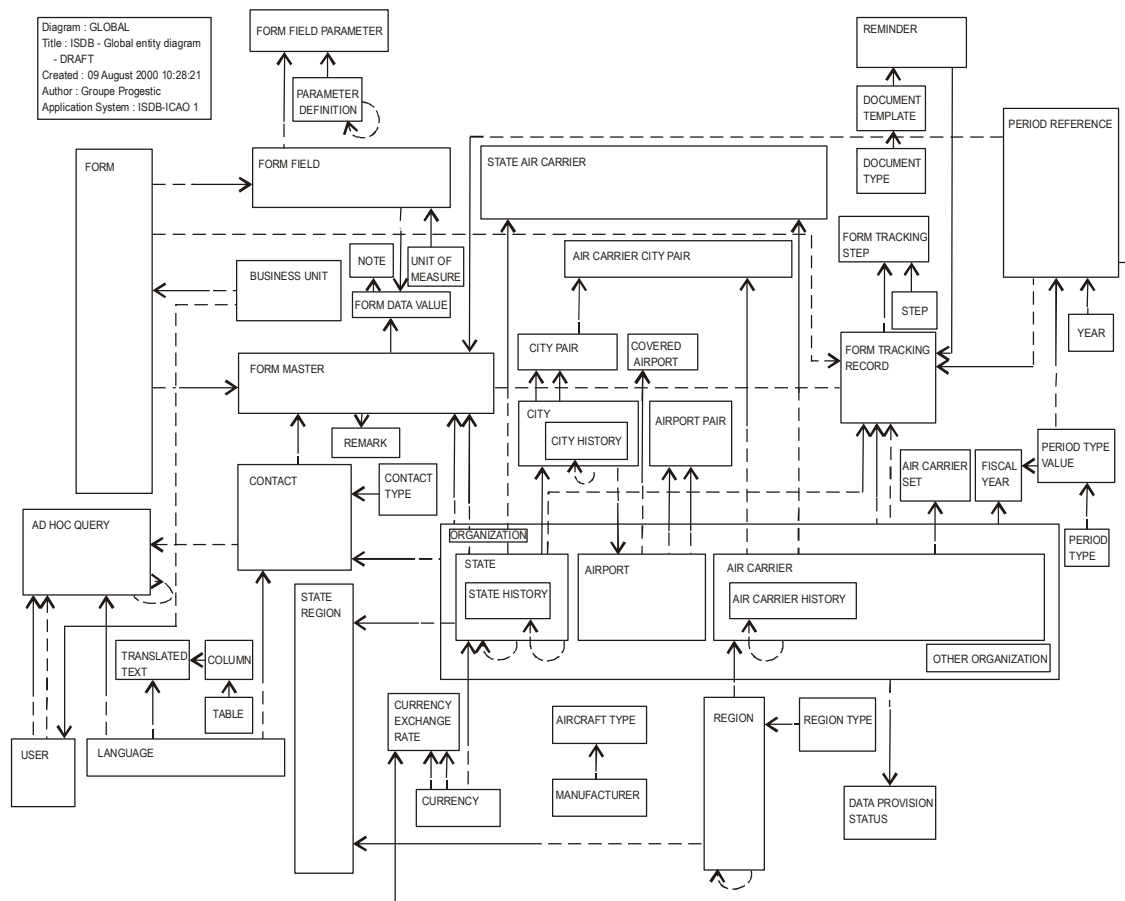 Diagram : GLOBAL
Title : ISDB - Global entity diagram
- DRAFT
Created : 09 August 2000 10:28:21
Author : Groupe Progestic
Application System : ISDB-ICAO 1
FORM FIELD PARAMETER
REMINDER
PARAMETER
DEFINITION
DOCUMENT
TEMPLATE
PERIOD REFERENCE
FORM
FORM FIELD
STATE AIR CARRIER
DOCUMENT
TYPE
FORM TRACKING
STEP
NOTE
UNIT OF
MEASURE
AIR CARRIER CITY PAIR
BUSINESS UNIT
FORM DATA VALUE
STEP
YEAR
CITY PAIR
COVERED
AIRPORT
FORM TRACKING
RECORD
FORM MASTER
CITY
CITY HISTORY
AIRPORT PAIR
REMARK
CONTACT
CONTACT
TYPE
AIR CARRIER
SET
FISCAL
YEAR
PERIOD TYPE
VALUE
AD HOC QUERY
ORGANIZATION
PERIOD
TYPE
STATE
AIRPORT
AIR CARRIER
STATE
REGION
STATE HISTORY
AIR CARRIER HISTORY
TRANSLATED
TEXT
COLUMN
OTHER ORGANIZATION
TABLE
CURRENCY
EXCHANGE
RATE
AIRCRAFT TYPE
REGION
REGION TYPE
USER
LANGUAGE
CURRENCY
MANUFACTURER
DATA PROVISION
STATUS